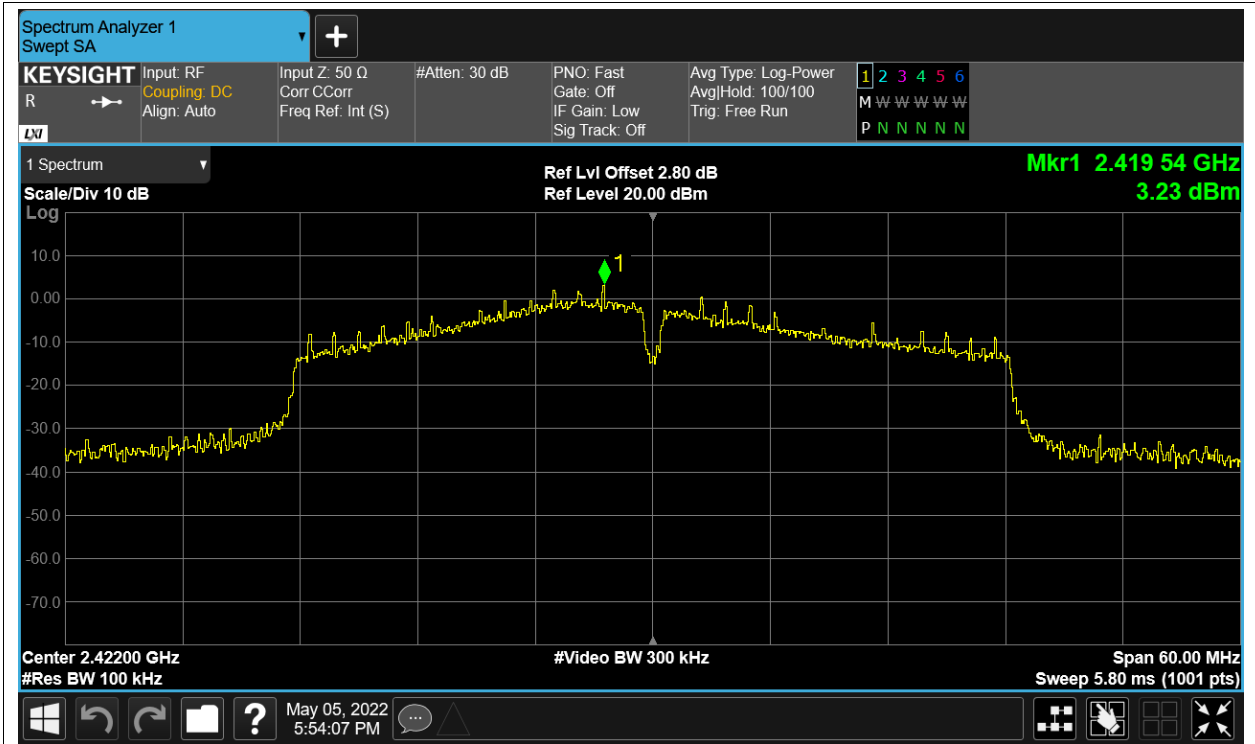 Spectrum Analyzer 1
Swept SA
KEYSIGHT
R
LXI
Input: RF
Coupling: DC
Align: Auto
Input Z: 50 Ω
Corr CCorr
Freq Ref: Int (S)
#Atten: 30 dB
PNO: Fast
Gate: Off
IF Gain: Low
Sig Track: Off
Avg Type: Log-Power
Avg|Hold: 100/100
Trig: Free Run
1 2 3 4 5 6
M W W W W W
P N N N N N
1 Spectrum
Scale/Div 10 dB
Log
Ref Lvl Offset 2.80 dB
Ref Level 20.00 dBm
Mkr1 2.419 54 GHz
3.23 dBm
1
10.0
0.00
-10.0
-20.0
-30.0
-40.0
-50.0
-60.0
-70.0
Center 2.42200 GHz
#Res BW 100 kHz
#Video BW 300 kHz
Span 60.00 MHz
Sweep 5.80 ms (1001 pts)
?
May 05, 2022
5:54:07 PM